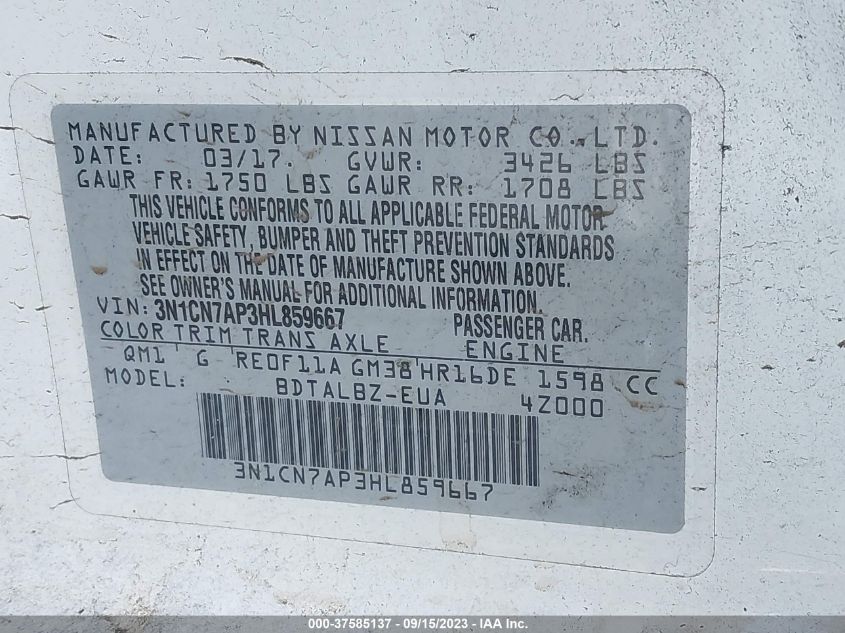 MANUFACTURED BY NISSAN MOTOR CO., LTD.
DATE: 03/17. GVWR: 3426 LBS
GAWR FR: 1750 LBS GAWR RR: 1708 LBS
THIS VEHICLE CONFORMS TO ALL APPLICABLE FEDERAL MOTOR
VEHICLE SAFETY, BUMPER AND THEFT PREVENTION STANDARDS
IN EFFECT ON THE DATE OF MANUFACTURE SHOWN ABOVE.
SEE OWNER'S MANUAL FOR ADDITIONAL INFORMATION.
VIN: 3N1CN7AP3HL859667 PASSENGER CAR.
COLOR TRIM TRANS AXLE ENGINE
QM1 G RE0F11A GM38 HR16DE 1598 CC
MODEL: BDTALBZ-EUA 4Z000
3N1CN7AP3HL859667
000-37585137 - 09/15/2023 - IAA Inc.